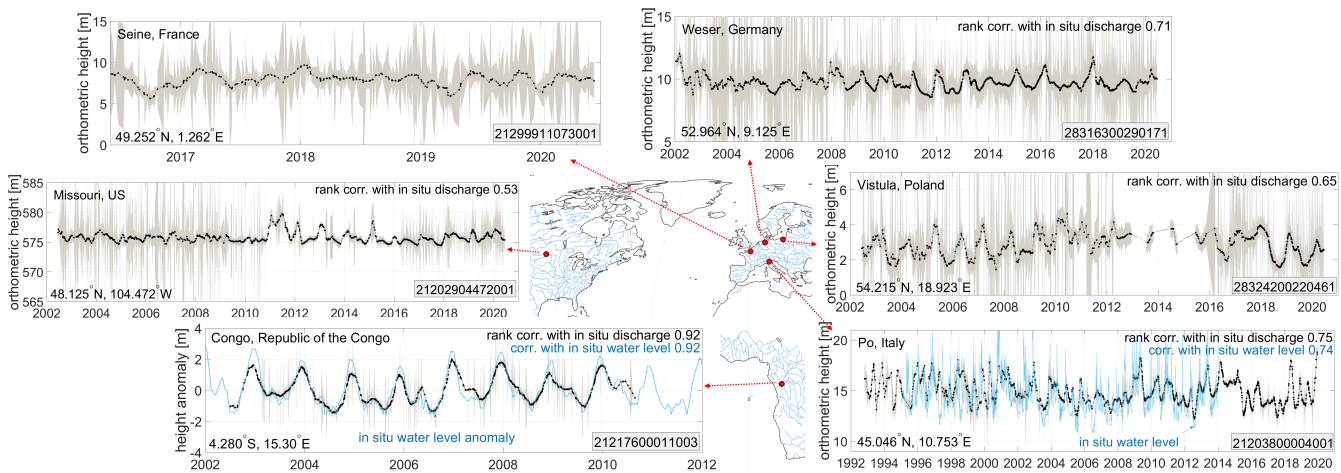 orthometric height [m]
15
10
5
0
Seine, France
49.252°N, 1.262°E
21299911073001
2017
2018
2019
2020
orthometric height [m]
15
10
5
Weser, Germany
rank corr. with in situ discharge 0.71
52.964°N, 9.125°E
28316300290171
2002 2004 2006 2008 2010 2012 2014 2016 2018 2020
orthometric height [m]
585
580
575
570
565
Missouri, US
rank corr. with in situ discharge 0.53
48.125°N, 104.472°W
21202904472001
2002 2004 2006 2008 2010 2012 2014 2016 2018 2020
orthometric height [m]
6
4
2
0
Vistula, Poland
rank corr. with in situ discharge 0.65
54.215°N, 18.923°E
28324200220461
2002 2004 2006 2008 2010 2012 2014 2016 2018 2020
height anomaly [m]
4
2
0
-2
-4
Congo, Republic of the Congo
rank corr. with in situ discharge 0.92
corr. with in situ water level 0.92
in situ water level anomaly
4.280°S, 15.30°E
21217600011003
2002 2004 2006 2008 2010 2012
orthometric height [m]
20
15
10
Po, Italy
rank corr. with in situ discharge 0.75
corr. with in situ water level 0.74
in situ water level
45.046°N, 10.753°E
21203800004001
1992 1994 1996 1998 2000 2002 2004 2006 2008 2010 2012 2014 2016 2018 2020